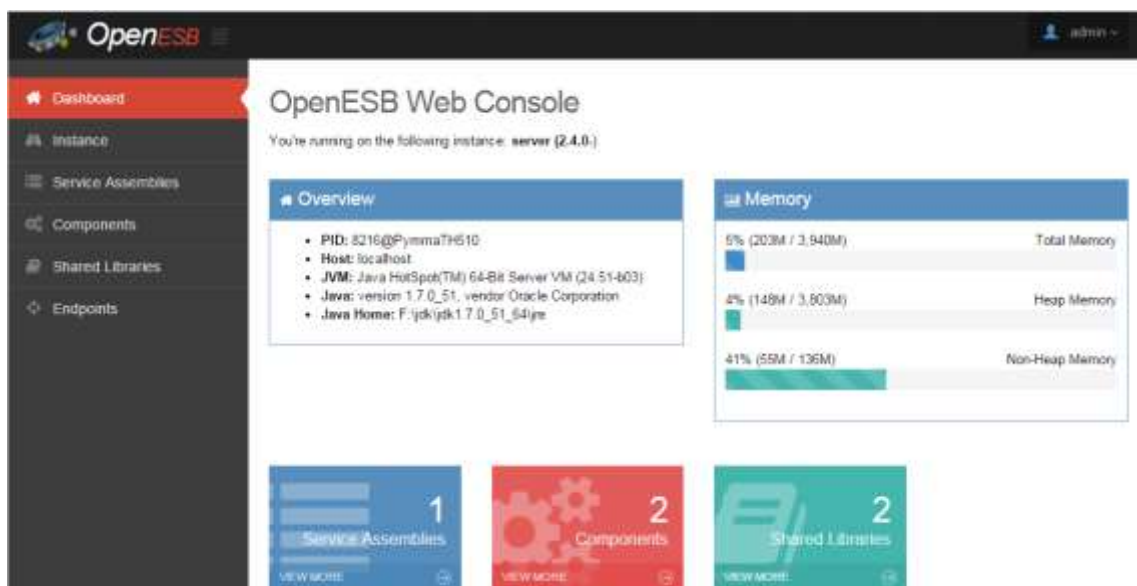 OpenESB
admin
Dashboard
Instance
Service Assemblies
Components
Shared Libraries
Endpoints
OpenESB Web Console
You're running on the following instance: server (2.4.0-)
Overview
PID: 8216@PymmaTH510
Host: localhost
JVM: Java HotSpot(TM) 64-Bit Server VM (24.51-b03)
Java: version 1.7.0_51, vendor Oracle Corporation
Java Home: F:\jdk\jdk1.7.0_51_64\jre
Memory
5% (203M / 3,940M) Total Memory
4% (148M / 3,803M) Heap Memory
41% (55M / 136M) Non-Heap Memory
1
Service Assemblies
VIEW MORE
2
Components
VIEW MORE
2
Shared Libraries
VIEW MORE